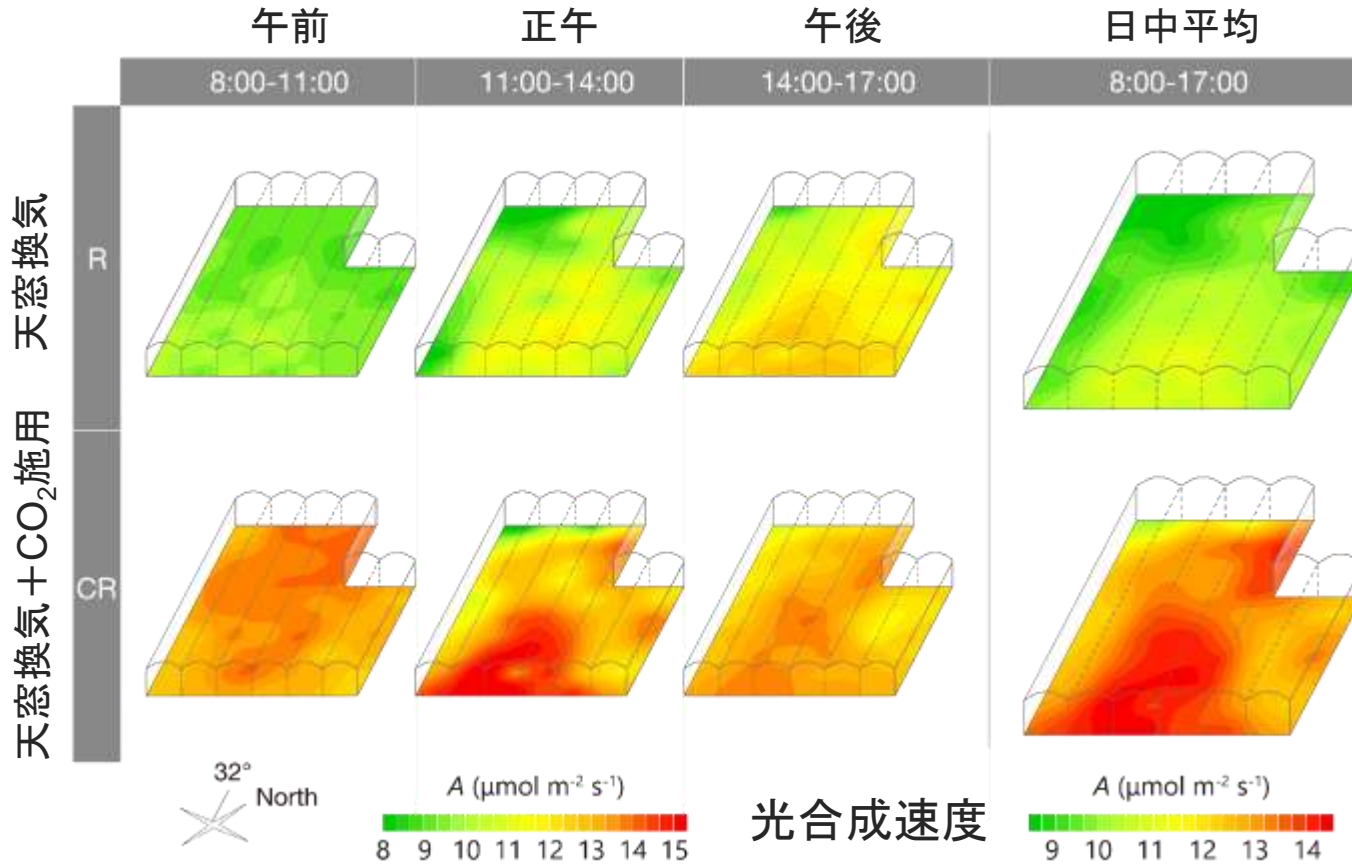 午前 正午 午後 日中平均
8:00-11:00 11:00-14:00 14:00-17:00 8:00-17:00
天窓換気
R
天窓換気＋CO₂施用
CR
32°
North
A (μmol m⁻² s⁻¹)
8 9 10 11 12 13 14 15
光合成速度
A (μmol m⁻² s⁻¹)
9 10 11 12 13 14